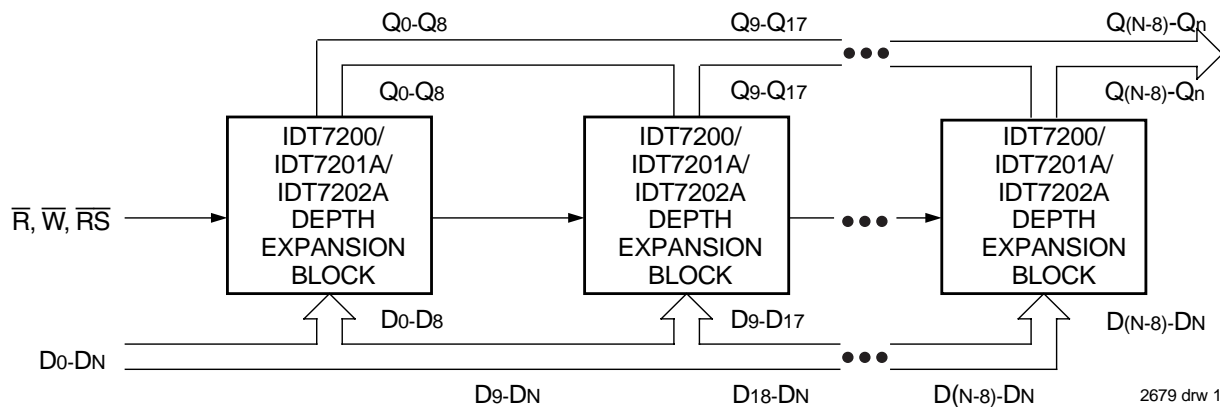 Q0-Q8 Q9-Q17 Q(N-8)-Qn
Q0-Q8 Q9-Q17 Q(N-8)-Qn
IDT7200/
IDT7201A/
IDT7202A
DEPTH
EXPANSION
BLOCK
IDT7200/
IDT7201A/
IDT7202A
DEPTH
EXPANSION
BLOCK
IDT7200/
IDT7201A/
IDT7202A
DEPTH
EXPANSION
BLOCK
R̅, W̅, R̅S̅
D0-D8 D9-D17 D(N-8)-DN
D0-DN
D9-DN D18-DN D(N-8)-DN
2679 drw 1